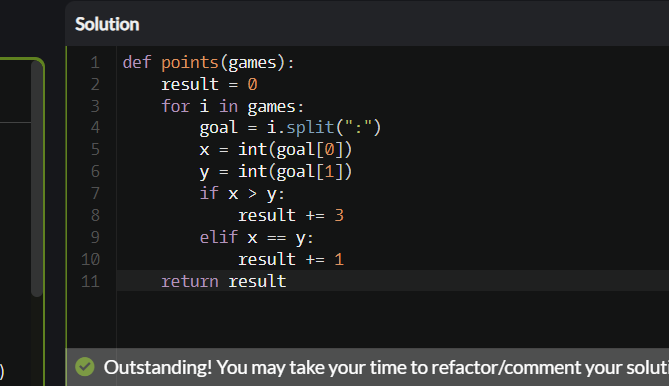 Solution
1 def points(games):
2     result = 0
3     for i in games:
4         goal = i.split(":")
5         x = int(goal[0])
6         y = int(goal[1])
7         if x > y:
8             result += 3
9         elif x == y:
10             result += 1
11     return result
)
Outstanding! You may take your time to refactor/comment your soluti